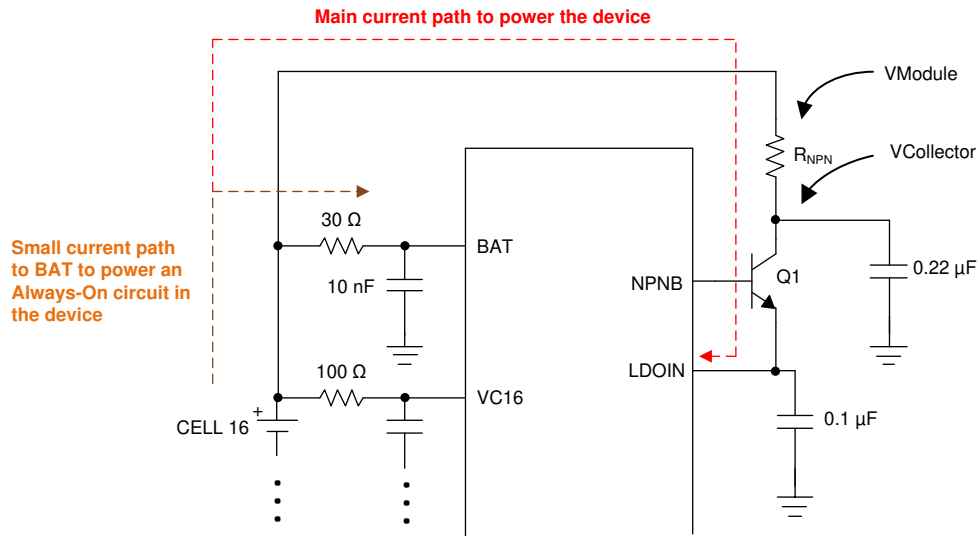 Main current path to power the device
VModule
R_NPN
VCollector
30 Ω
BAT
Small current path
to BAT to power an
Always-On circuit in
the device
10 nF
NPNB
Q1
0.22 µF
100 Ω
LDOIN
VC16
+
CELL 16
0.1 µF